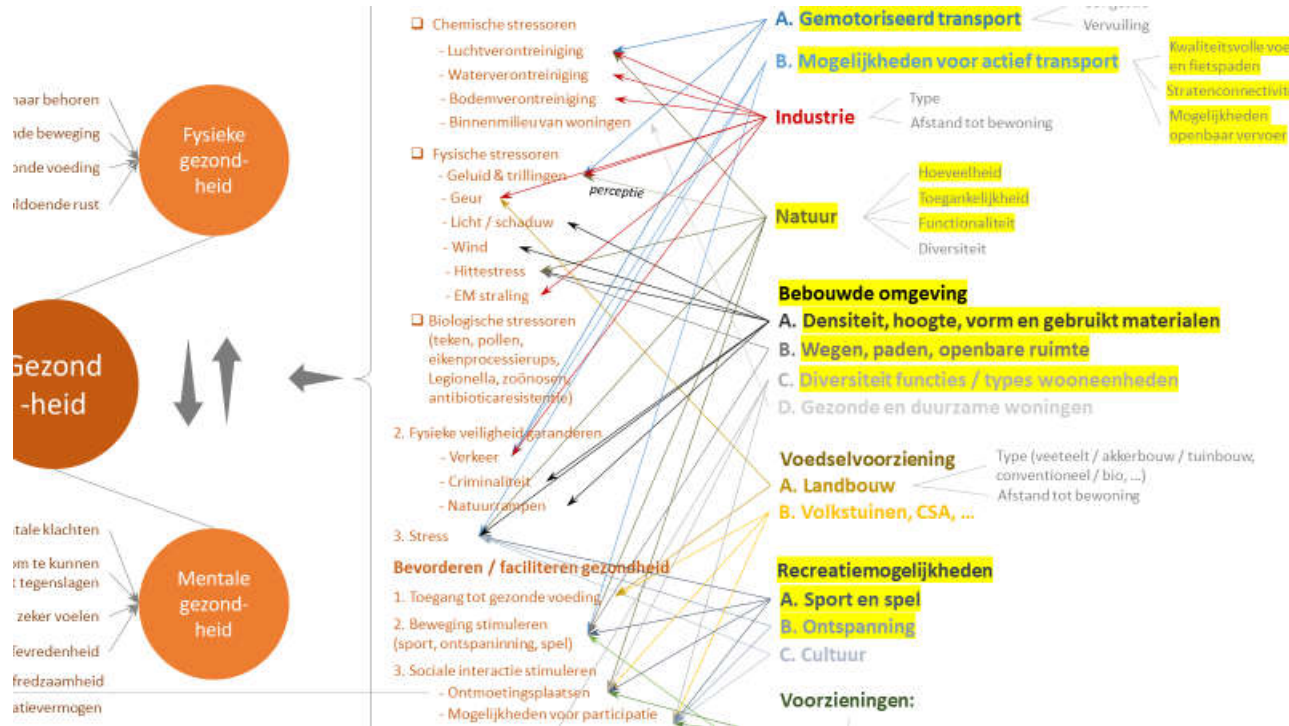 naar behoren
nde beweging
onde voeding
oldoende rust
Fysieke
gezond-
heid
Gezond
-heid
ntale klachten
om te kunnen
t tegenslagen
zeker voelen
Tevredenheid
fredzaamheid
atievermogen
Mentale
gezond-
heid
❑ Chemische stressoren
- Luchtverontreiniging
- Waterverontreiniging
- Bodemverontreiniging
- Binnenmilieu van woningen
❑ Fysische stressoren
- Geluid & trillingen
- Geur
- Licht / schaduw
- Wind
- Hittestress
- EM straling
perceptie
❑ Biologische stressoren
(teken, pollen,
eikenprocessierups,
Legionella, zoönosen,
antibioticaresistentie)
2. Fysieke veiligheid garanderen
- Verkeer
- Criminaliteit
- Natuurrampen
3. Stress
Bevorderen / faciliteren gezondheid
1. Toegang tot gezonde voeding
2. Beweging stimuleren
(sport, ontspaninning, spel)
3. Sociale interactie stimuleren
- Ontmoetingsplaatsen
- Mogelijkheden voor participatie
A. Gemotoriseerd transport
Vervuiling
B. Mogelijkheden voor actief transport
Kwaliteitsvolle voe
en fietspaden
Stratenconnectivite
Mogelijkheden
openbaar vervoer
Industrie
Type
Afstand tot bewoning
Natuur
Hoeveelheid
Toegankelijkheid
Functionaliteit
Diversiteit
Bebouwde omgeving
A. Densiteit, hoogte, vorm en gebruikt materialen
B. Wegen, paden, openbare ruimte
C. Diversiteit functies / types wooneenheden
D. Gezonde en duurzame woningen
Voedselvoorziening
A. Landbouw
Type (veeteelt / akkerbouw / tuinbouw,
conventioneel / bio, ...)
Afstand tot bewoning
B. Volkstuinen, CSA, ...
Recreatiemogelijkheden
A. Sport en spel
B. Ontspanning
C. Cultuur
Voorzieningen: